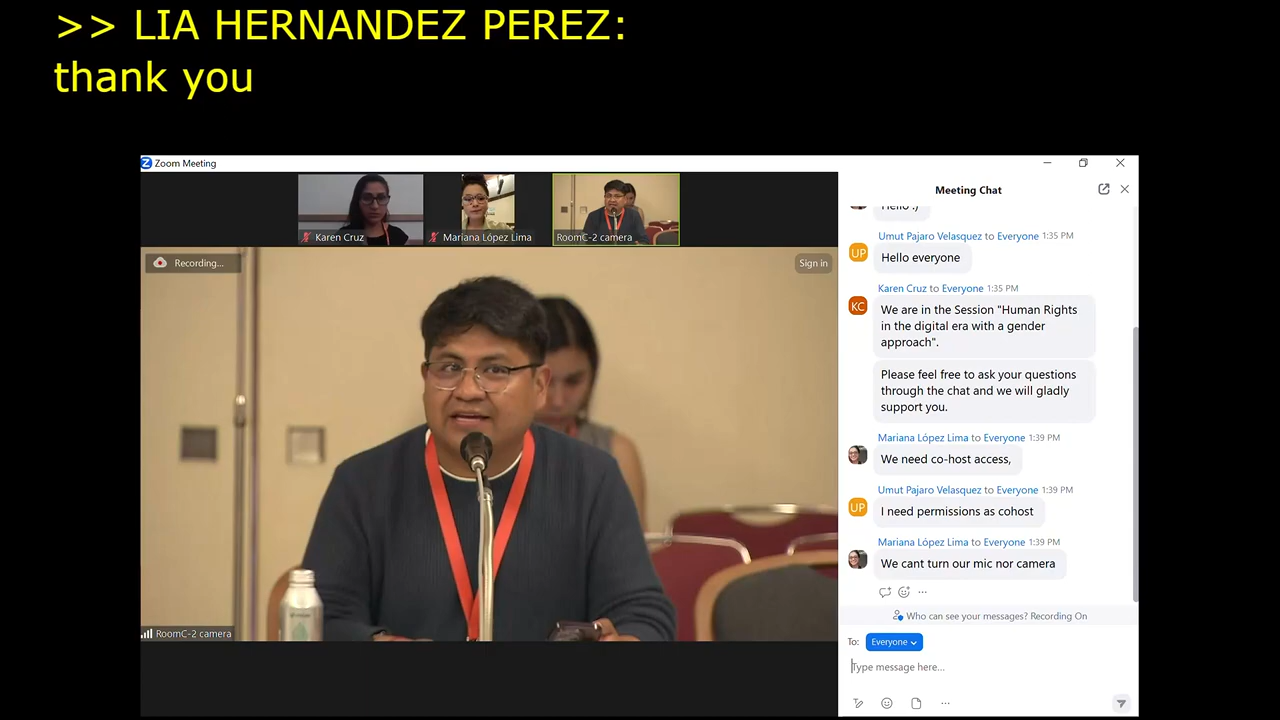 >> LIA HERNANDEZ PEREZ:
thank you
Zoom Meeting
Karen Cruz
Mariana López Lima
RoomC-2 camera
Recording...
Sign in
RoomC-2 camera
Meeting Chat
Hello :)
Umut Pajaro Velasquez to Everyone 1:35 PM
UP
Hello everyone
Karen Cruz to Everyone 1:35 PM
KC
We are in the Session "Human Rights
in the digital era with a gender
approach".
Please feel free to ask your questions
through the chat and we will gladly
support you.
Mariana López Lima to Everyone 1:39 PM
We need co-host access,
Umut Pajaro Velasquez to Everyone 1:39 PM
UP
I need permissions as cohost
Mariana López Lima to Everyone 1:39 PM
We cant turn our mic nor camera
Who can see your messages? Recording On
To: Everyone
Type message here...